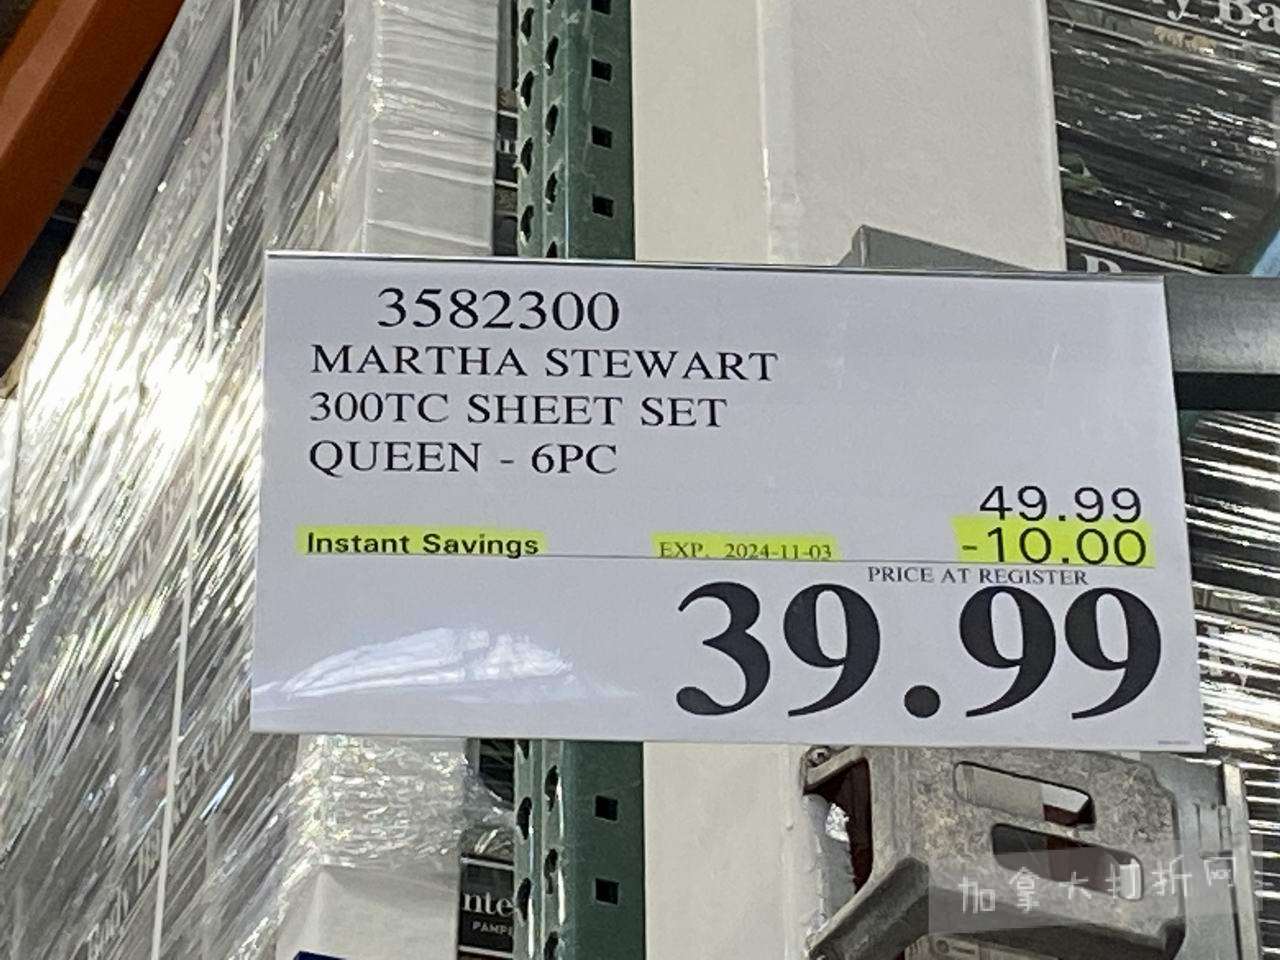 3582300
MARTHA STEWART
300TC SHEET SET
QUEEN - 6PC
49.99
Instant Savings EXP. 2024-11-03 -10.00
PRICE AT REGISTER
39.99
加拿大打折网